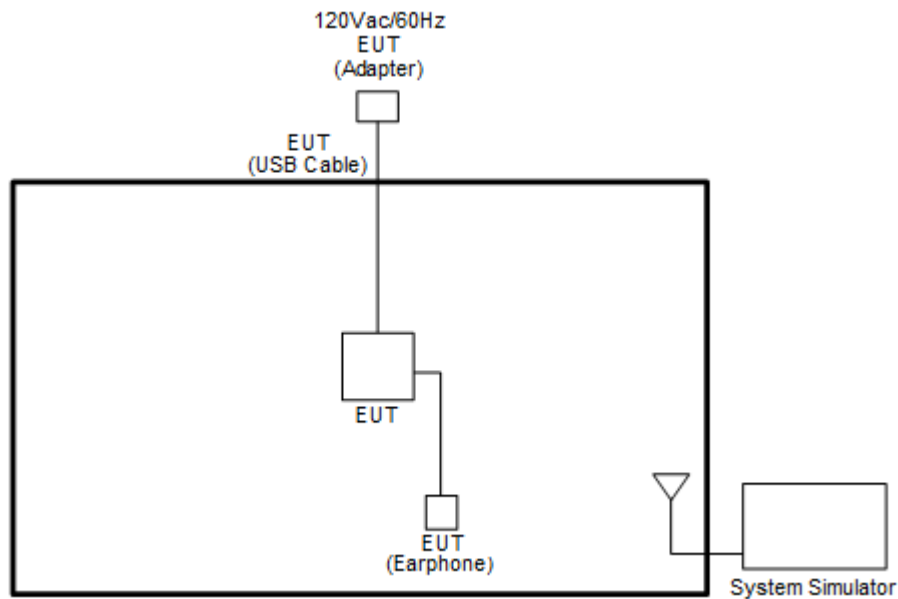 120Vac/60Hz
EUT
(Adapter)
EUT
(USB Cable)
EUT
EUT
(Earphone)
System Simulator